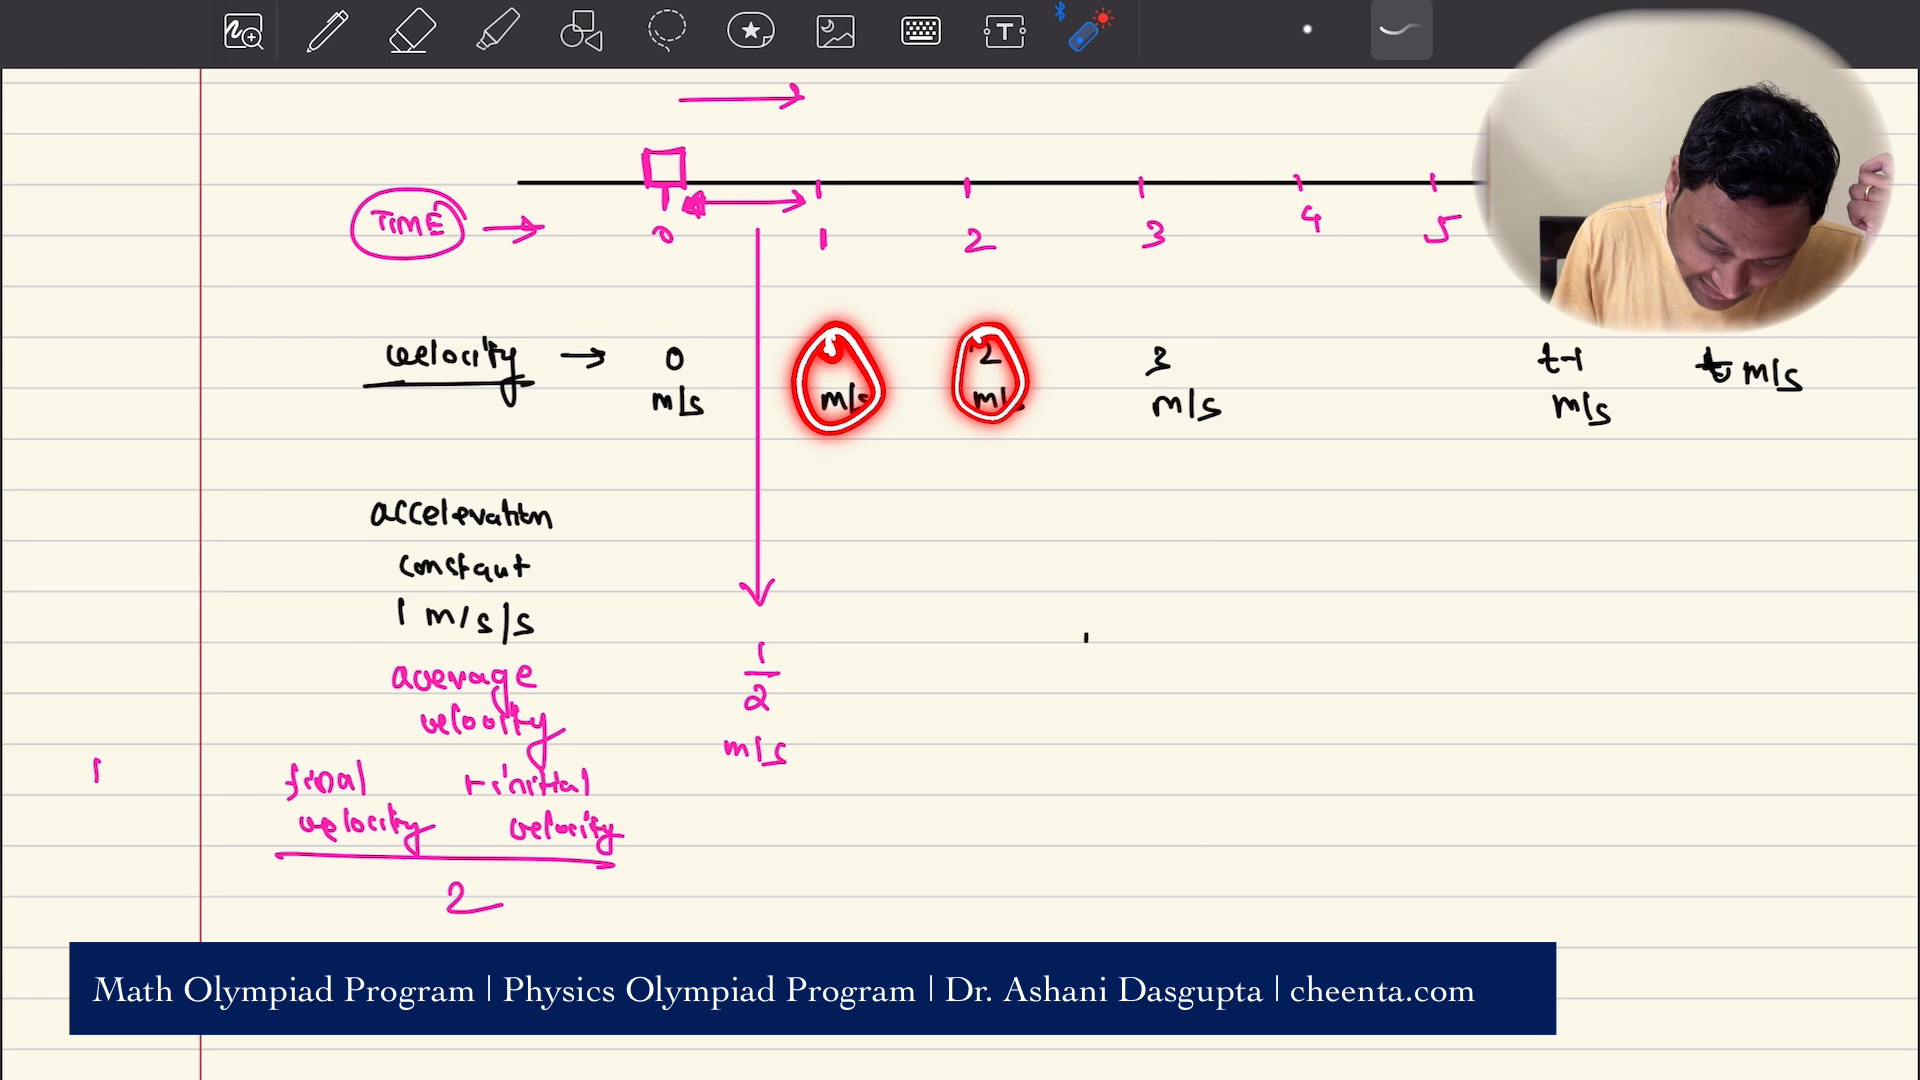 TIME → 0 1 2 3 4 5
velocity → 0 2 3 t-1 t m/s
m/s m/s m/s m/s m/s
acceleration
constant
1 m/s/s
average
velocity
1
2
m/s
1
final + initial
velocity velocity
2
Math Olympiad Program | Physics Olympiad Program | Dr. Ashani Dasgupta | cheenta.com